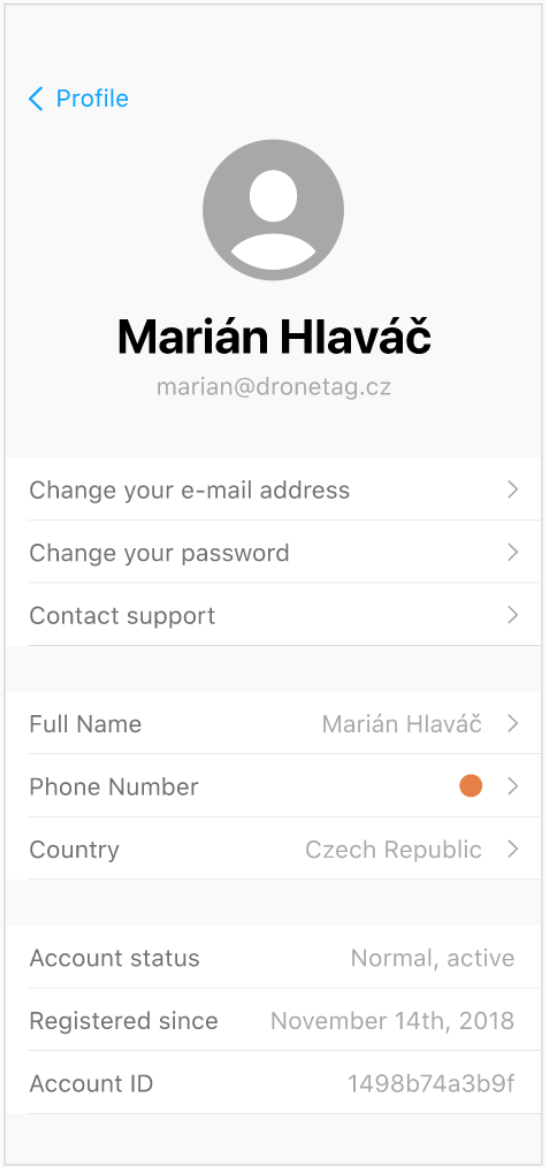 Profile
Marián Hlaváč
marian@dronetag.cz
Change your e-mail address
Change your password
Contact support
Full Name Marián Hlaváč
Phone Number
Country Czech Republic
Account status Normal, active
Registered since November 14th, 2018
Account ID 1498b74a3b9f